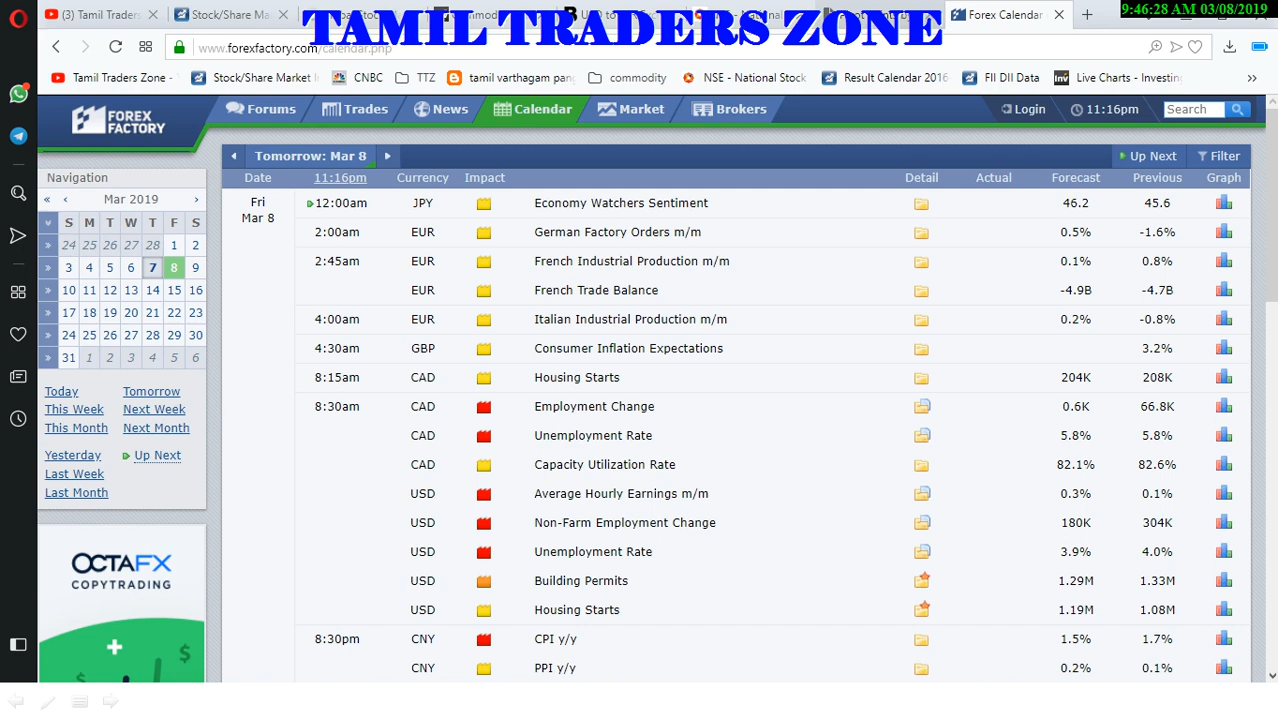 (3) Tamil Traders
Stock/Share Ma
Forex Calendar
9:46:28 AM 03/08/2019
TAMIL TRADERS ZONE
www.forexfactory.com/calendar.php
Tamil Traders Zone -
Stock/Share Market
CNBC
TTZ
tamil varthagam pang
commodity
NSE - National Stock
Result Calendar 2016
FII DII Data
Live Charts - Investin
FOREX FACTORY
Forums
Trades
News
Calendar
Market
Brokers
Login
11:16pm
Search
Navigation
« ‹ Mar 2019 ›
S M T W T F S
24 25 26 27 28 1 2
3 4 5 6 7 8 9
10 11 12 13 14 15 16
17 18 19 20 21 22 23
24 25 26 27 28 29 30
31 1 2 3 4 5 6
Today Tomorrow
This Week Next Week
This Month Next Month
Yesterday Up Next
Last Week
Last Month
OCTAFX
COPYTRADING
$ $
Tomorrow: Mar 8
Up Next Filter
Date 11:16pm Currency Impact Detail Actual Forecast Previous Graph
Fri
Mar 8
12:00am JPY Economy Watchers Sentiment 46.2 45.6
2:00am EUR German Factory Orders m/m 0.5% -1.6%
2:45am EUR French Industrial Production m/m 0.1% 0.8%
EUR French Trade Balance -4.9B -4.7B
4:00am EUR Italian Industrial Production m/m 0.2% -0.8%
4:30am GBP Consumer Inflation Expectations 3.2%
8:15am CAD Housing Starts 204K 208K
8:30am CAD Employment Change 0.6K 66.8K
CAD Unemployment Rate 5.8% 5.8%
CAD Capacity Utilization Rate 82.1% 82.6%
USD Average Hourly Earnings m/m 0.3% 0.1%
USD Non-Farm Employment Change 180K 304K
USD Unemployment Rate 3.9% 4.0%
USD Building Permits 1.29M 1.33M
USD Housing Starts 1.19M 1.08M
8:30pm CNY CPI y/y 1.5% 1.7%
CNY PPI y/y 0.2% 0.1%